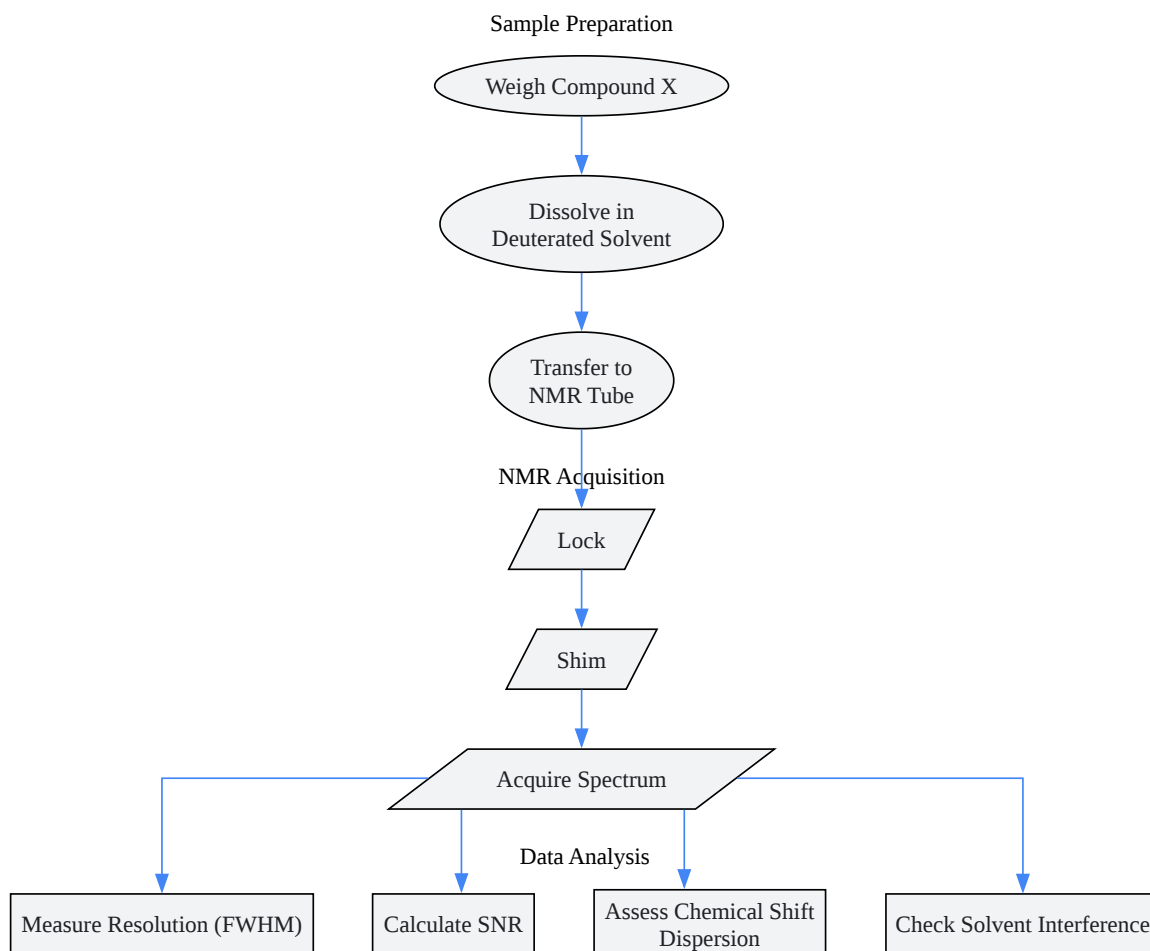 Sample Preparation
Weigh Compound X
Dissolve in
Deuterated Solvent
Transfer to
NMR Tube
NMR Acquisition
Lock
Shim
Acquire Spectrum
Data Analysis
Measure Resolution (FWHM)
Calculate SNR
Assess Chemical Shift
Dispersion
Check Solvent Interference